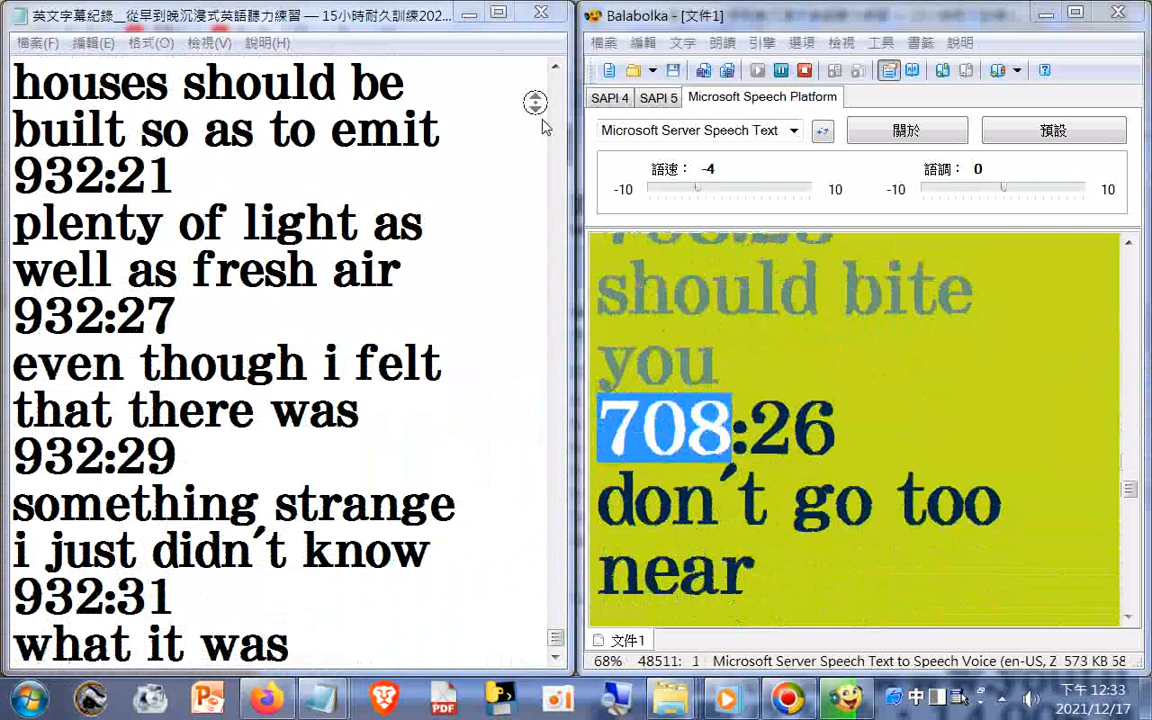 英文字幕紀錄__從早到晚沉浸式英語聽力練習 — 15小時耐久訓練202...
檔案(F) 編輯(E) 格式(O) 檢視(V) 說明(H)
houses should be
built so as to emit
932:21
plenty of light as
well as fresh air
932:27
even though i felt
that there was
932:29
something strange
i just didn't know
932:31
what it was
Balabolka - [文件1]
檔案 編輯 文字 朗讀 引擎 選項 檢視 工具 書籤 說明
SAPI 4 SAPI 5 Microsoft Speech Platform
Microsoft Server Speech Text 關於 預設
語速： -4 語調： 0
-10 10 -10 10
should bite
you
708:26
don't go too
near
文件1
68% 48511: 1 Microsoft Server Speech Text to Speech Voice (en-US, Z 573 KB 58
中 下午 12:33
2021/12/17